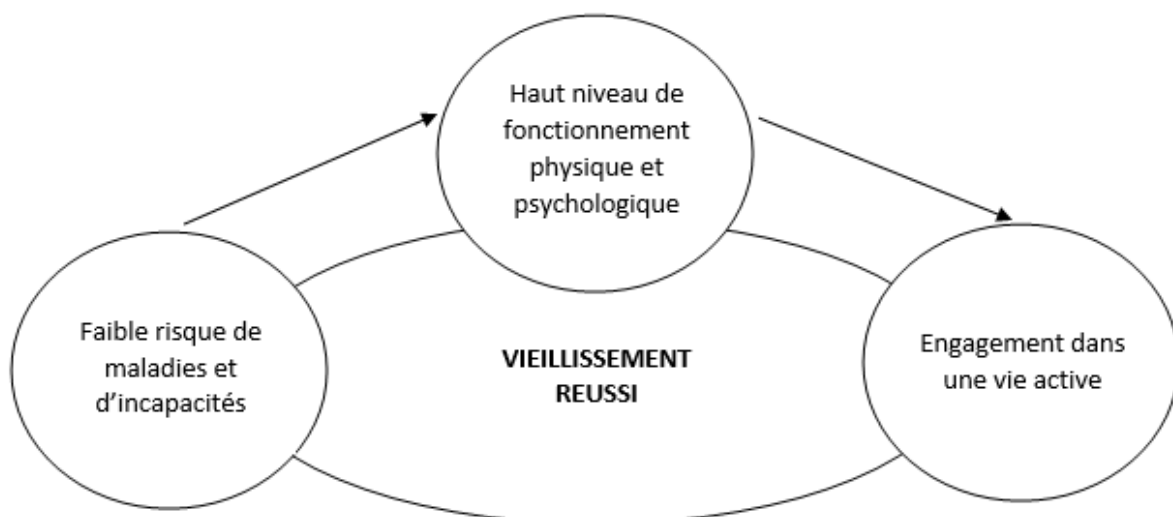 Haut niveau de
fonctionnement
physique et
psychologique
Faible risque de
maladies et
d’incapacités
VIEILLISSEMENT
REUSSI
Engagement dans
une vie active